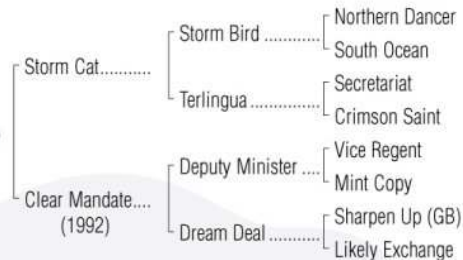 Northern Dancer
Storm Bird ............
South Ocean
Storm Cat...........
Secretariat
Terlingua ...............
Crimson Saint
Vice Regent
Deputy Minister ....
Mint Copy
Clear Mandate....
(1992)
Sharpen Up (GB)
Dream Deal ...........
Likely Exchange